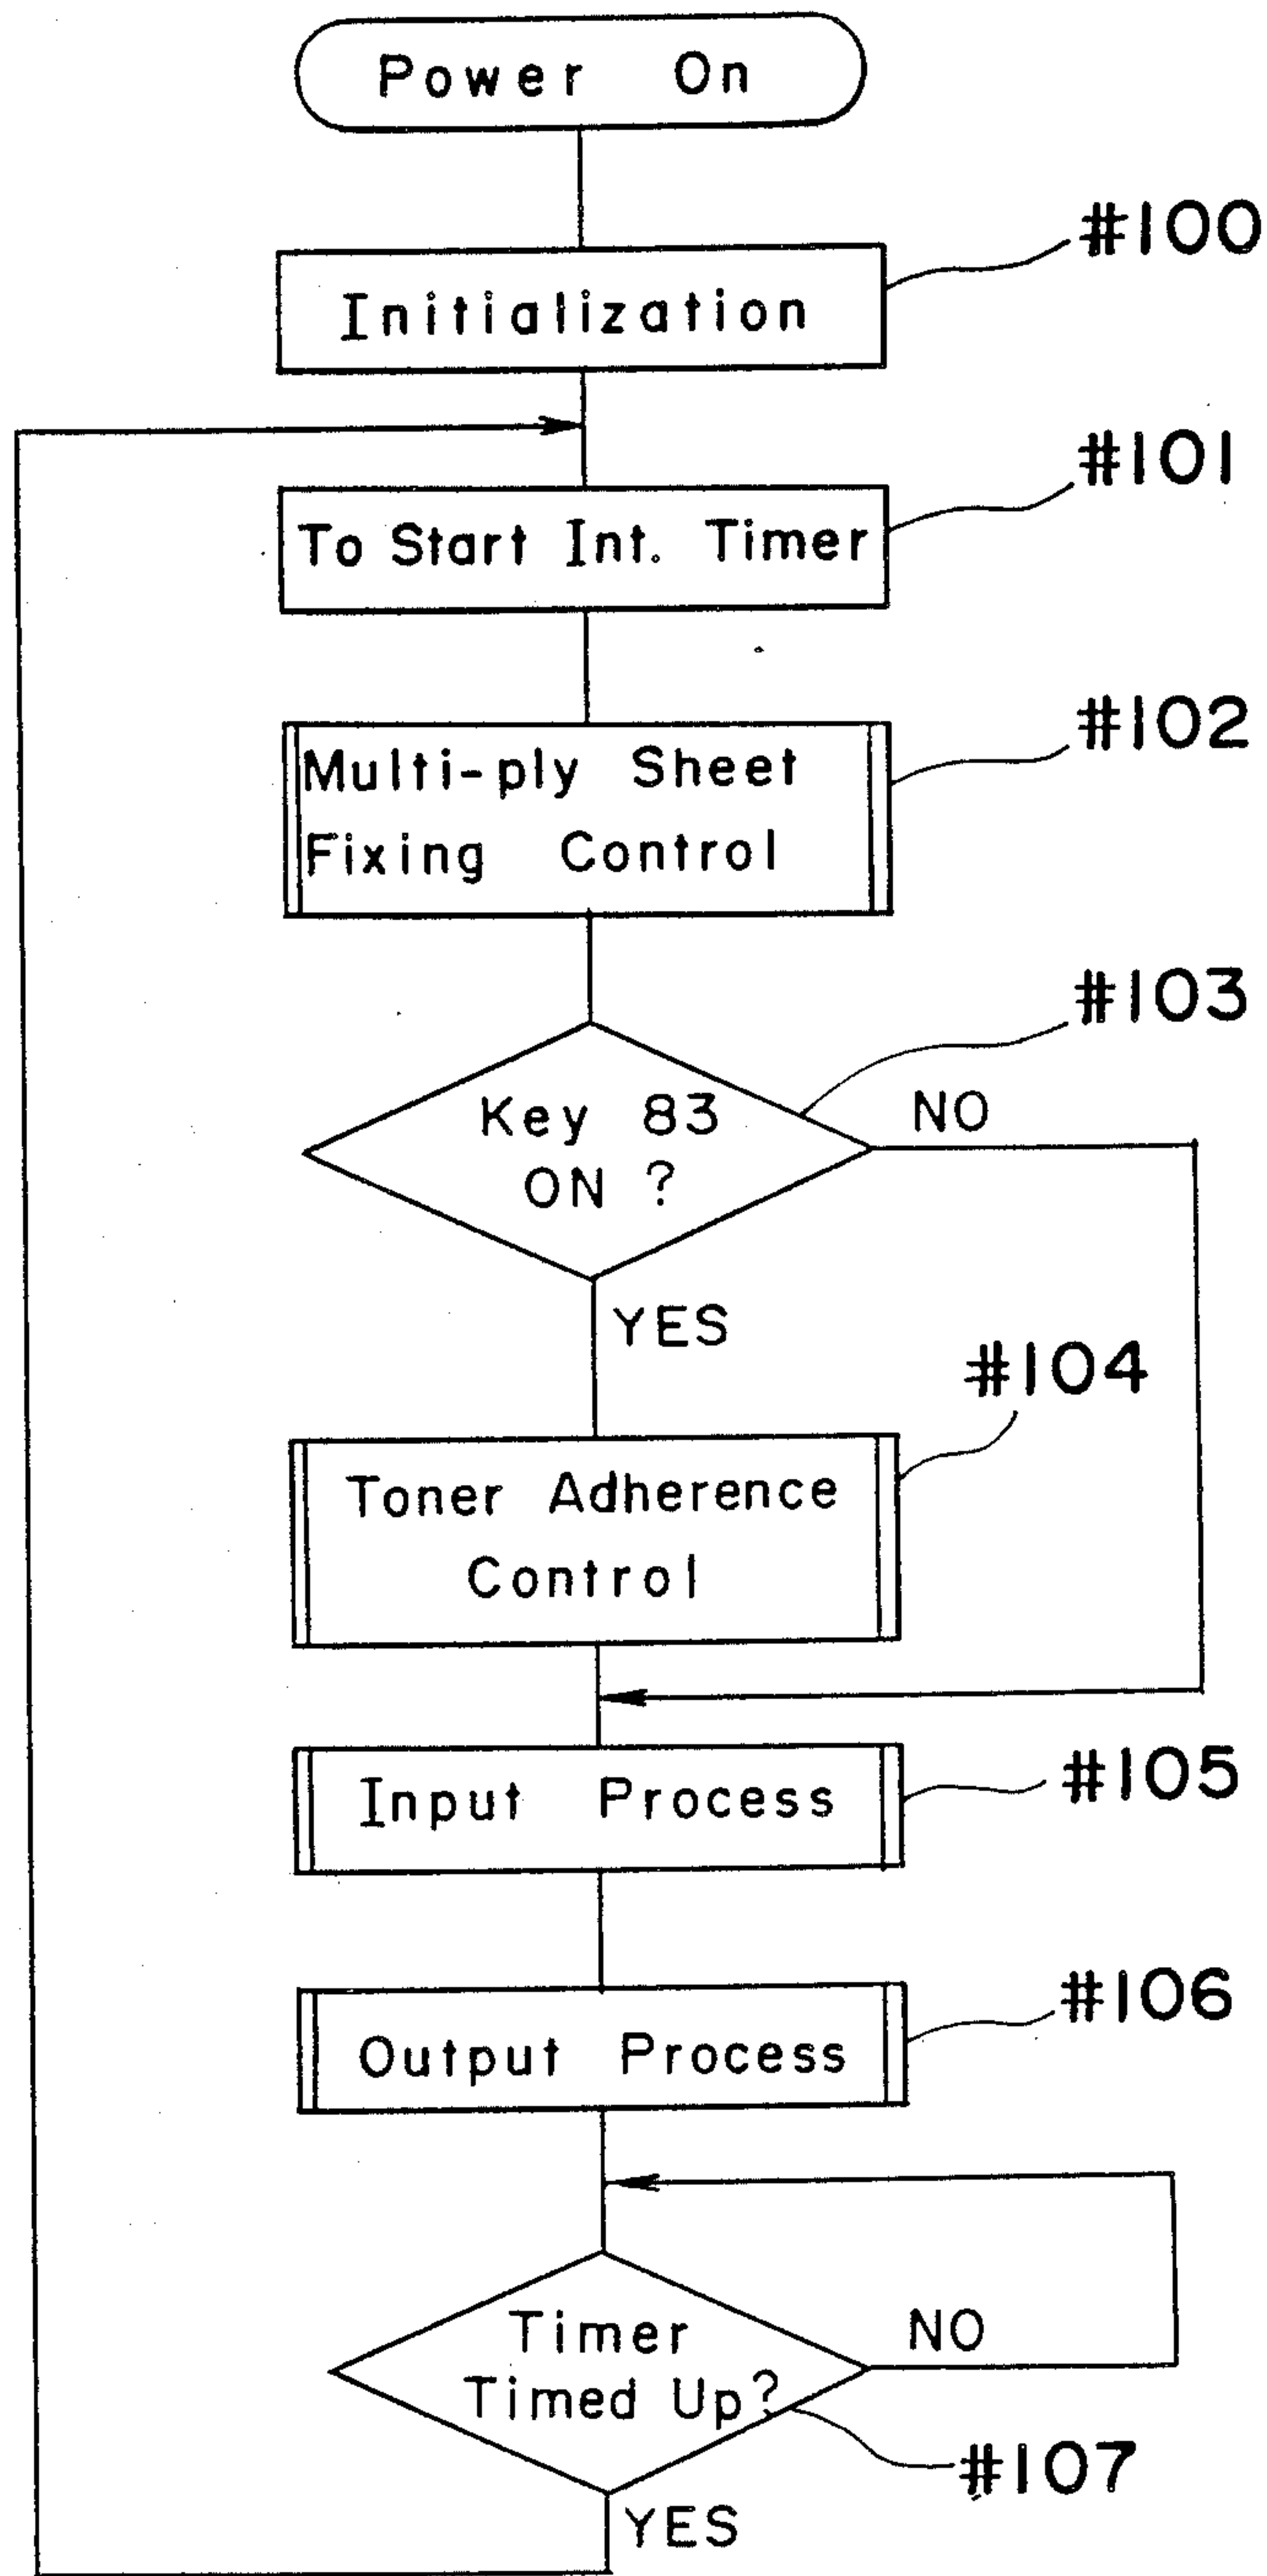 Power On
#100
Initialization
#101
To Start Int. Timer
#102
Multi-ply Sheet
Fixing Control
#103
Key 83
ON ?
NO
YES
#104
Toner Adherence
Control
#105
Input Process
#106
Output Process
Timer
Timed Up?
NO
#107
YES